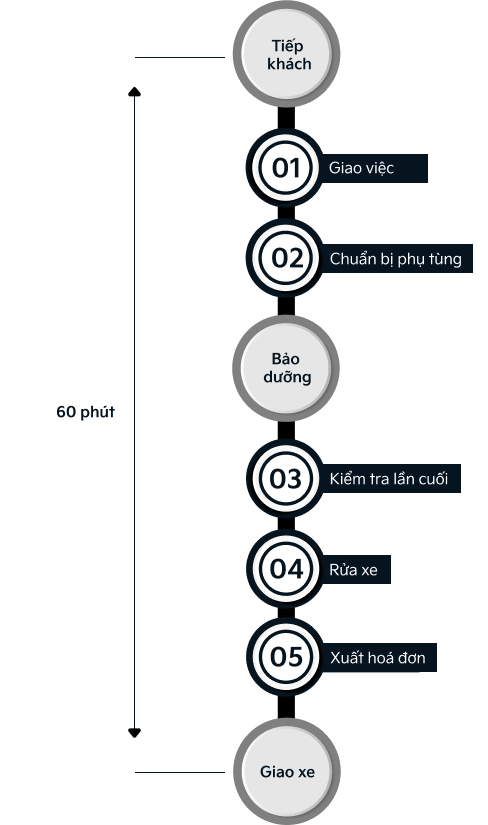 Tiếp
khách
01
Giao việc
02
Chuẩn bị phụ tùng
Bảo
dưỡng
60 phút
03
Kiểm tra lần cuối
04
Rửa xe
05
Xuất hoá đơn
Giao xe